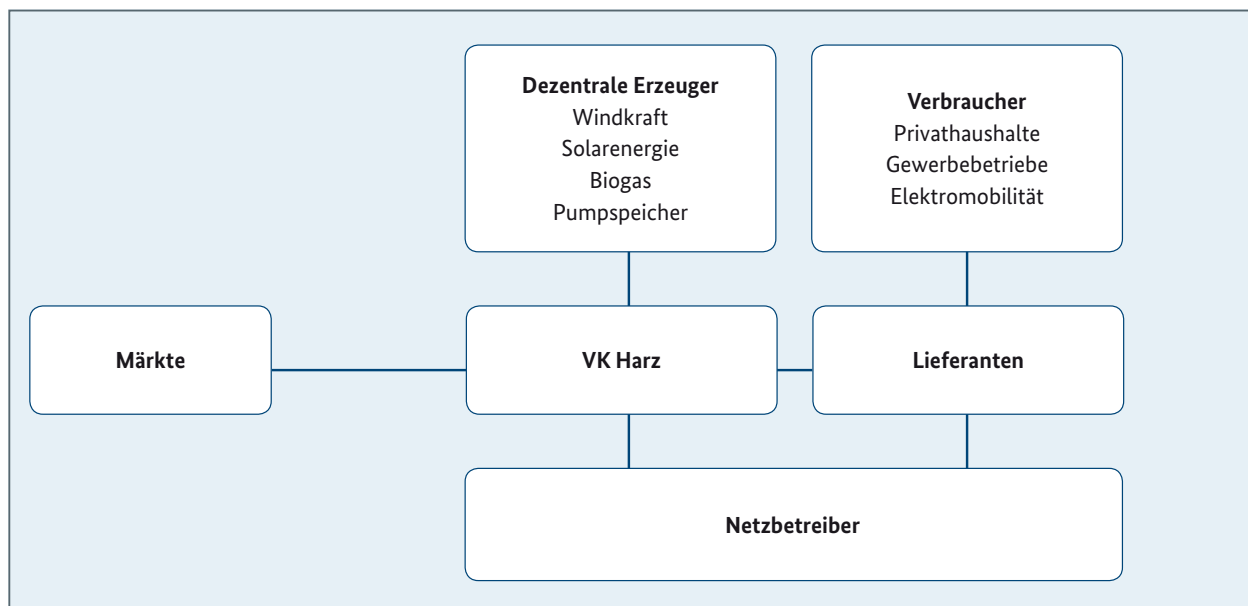 Dezentrale Erzeuger
Windkraft
Solarenergie
Biogas
Pumpspeicher
Verbraucher
Privathaushalte
Gewerbebetriebe
Elektromobilität
Märkte
VK Harz
Lieferanten
Netzbetreiber